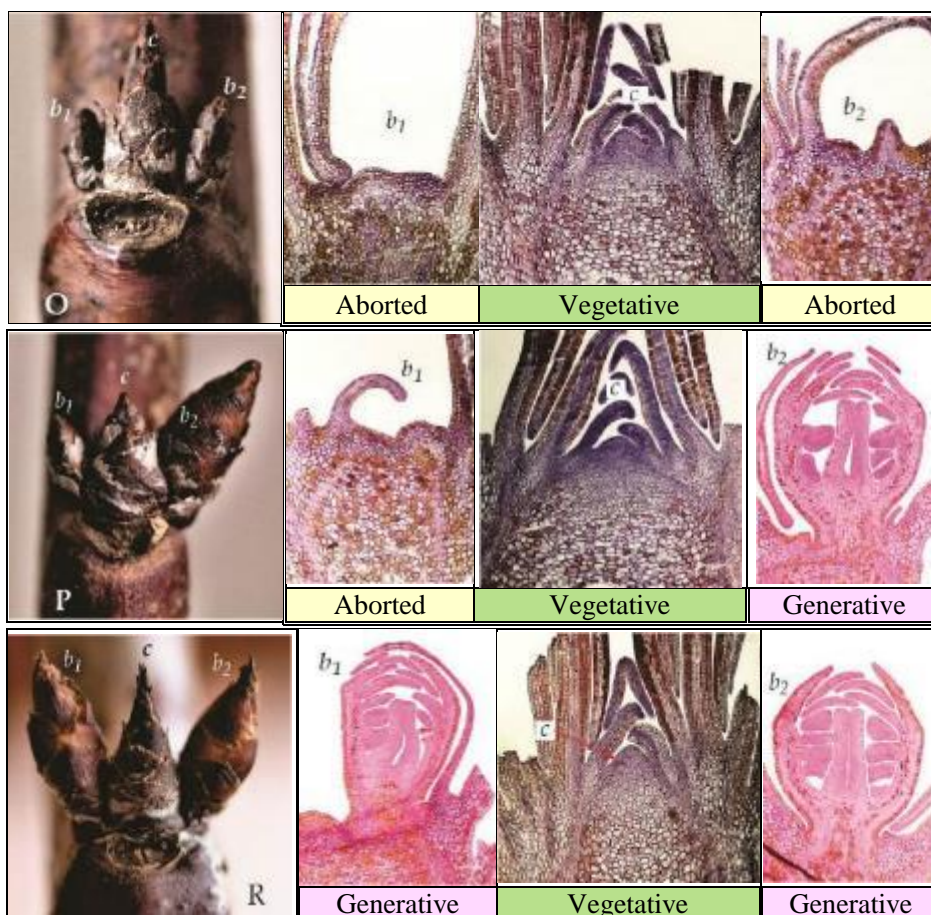 c
b1
b2
O
b1
c
b2
Aborted
Vegetative
Aborted
b1
c
b2
P
b1
c
b2
Aborted
Vegetative
Generative
b1
c
b2
R
b1
c
b2
Generative
Vegetative
Generative